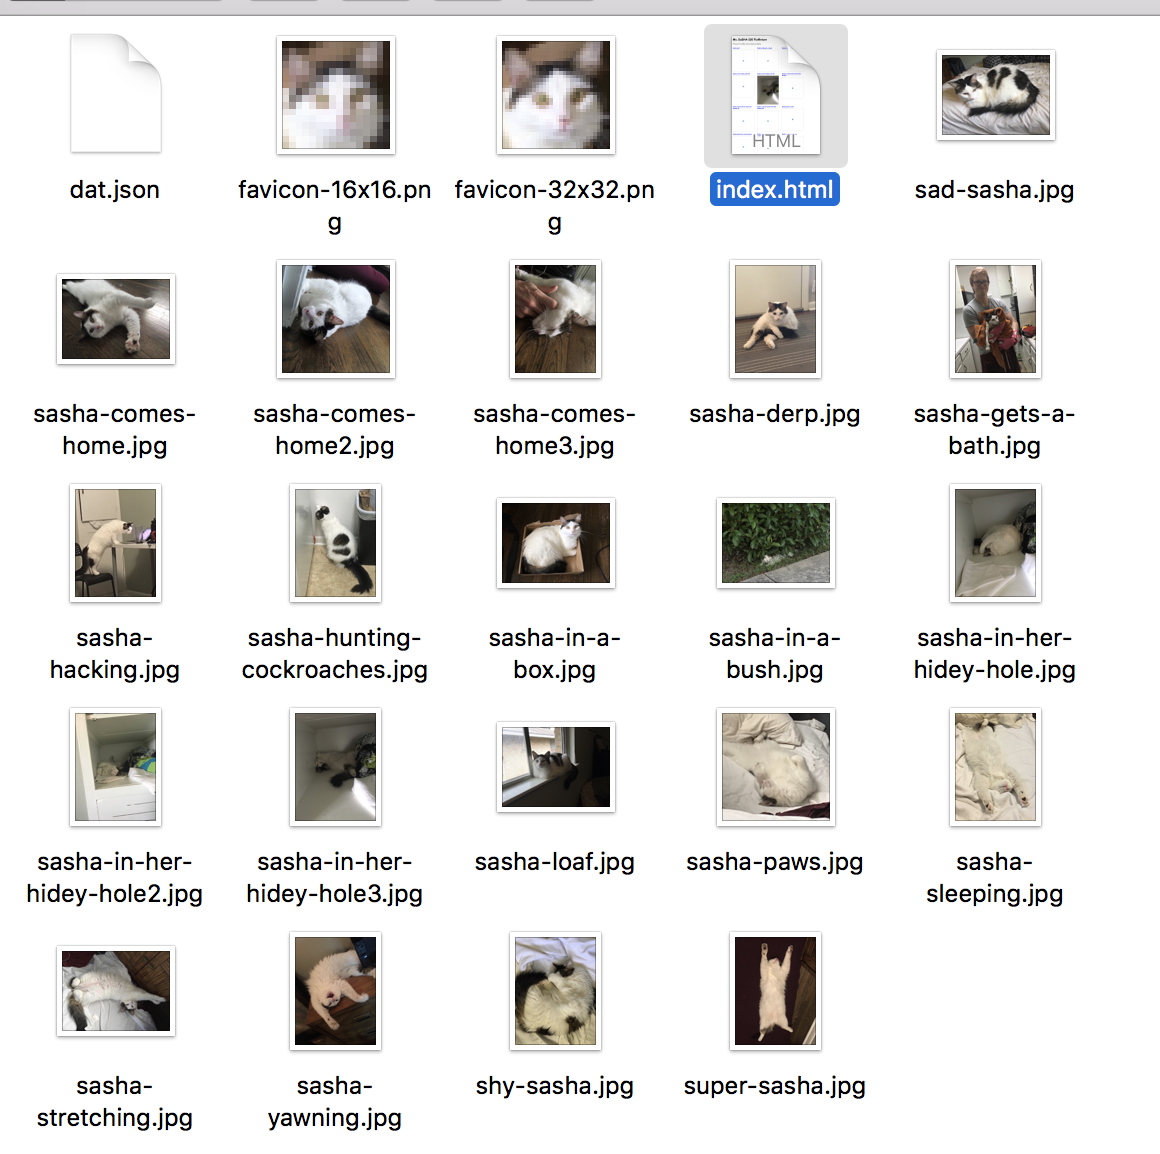 HTML
dat.json
favicon-16x16.pn
g
favicon-32x32.pn
g
index.html
sad-sasha.jpg
sasha-comes-
home.jpg
sasha-comes-
home2.jpg
sasha-comes-
home3.jpg
sasha-derp.jpg
sasha-gets-a-
bath.jpg
sasha-
hacking.jpg
sasha-hunting-
cockroaches.jpg
sasha-in-a-
box.jpg
sasha-in-a-
bush.jpg
sasha-in-her-
hidey-hole.jpg
sasha-in-her-
hidey-hole2.jpg
sasha-in-her-
hidey-hole3.jpg
sasha-loaf.jpg
sasha-paws.jpg
sasha-
sleeping.jpg
sasha-
stretching.jpg
sasha-
yawning.jpg
shy-sasha.jpg
super-sasha.jpg